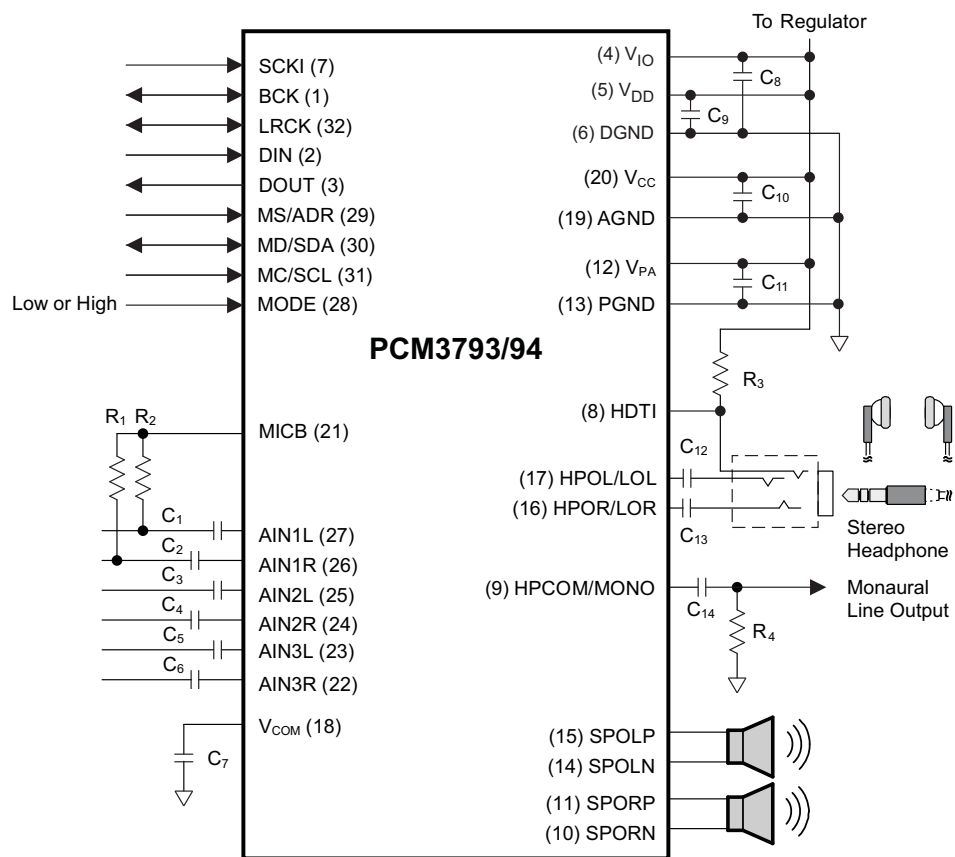 To Regulator
SCKI (7)
BCK (1)
LRCK (32)
DIN (2)
DOUT (3)
MS/ADR (29)
MD/SDA (30)
MC/SCL (31)
Low or High
MODE (28)
(4) VIO
C8
(5) VDD
C9
(6) DGND
(20) VCC
C10
(19) AGND
(12) VPA
C11
(13) PGND
PCM3793/94
R3
(8) HDTI
R1 R2
MICB (21)
C12
(17) HPOL/LOL
(16) HPOR/LOR
C13
Stereo
Headphone
C1
AIN1L (27)
C2
AIN1R (26)
C3
AIN2L (25)
C4
AIN2R (24)
C5
AIN3L (23)
C6
AIN3R (22)
(9) HPCOM/MONO
C14
R4
Monaural
Line Output
VCOM (18)
C7
(15) SPOLP
(14) SPOLN
(11) SPORP
(10) SPORN